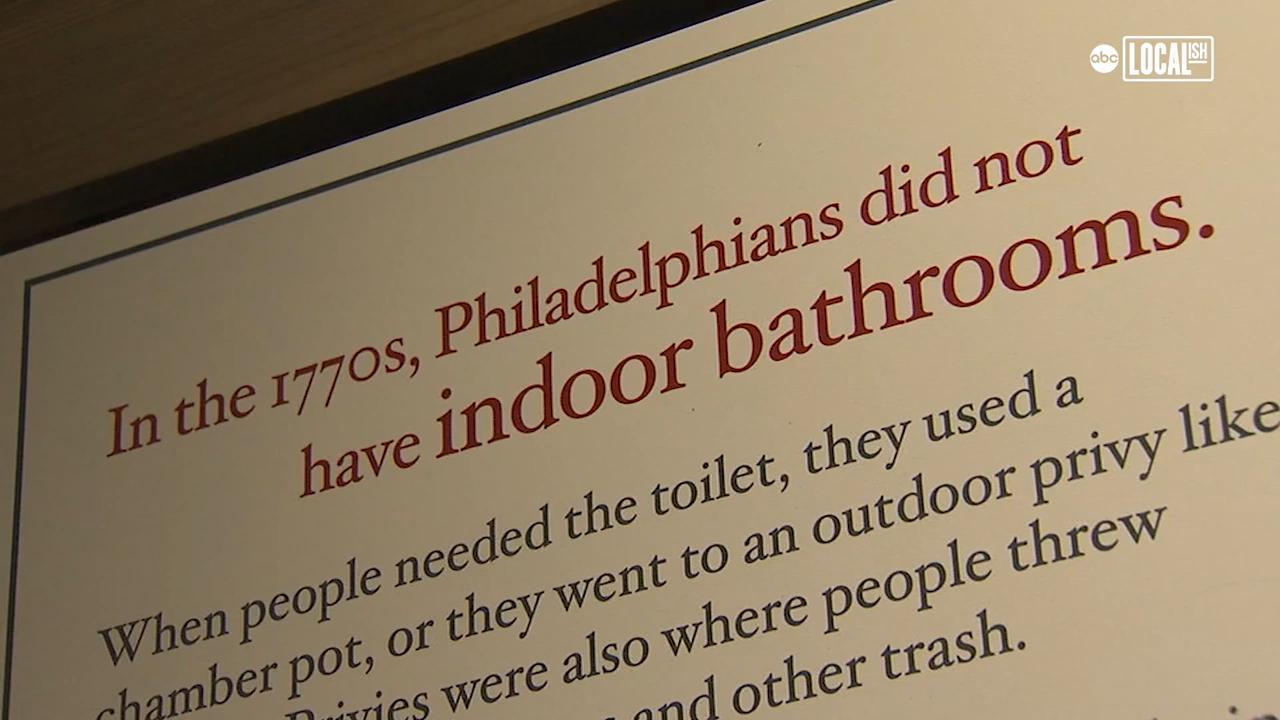 abc LOCALISH
In the 1770s, Philadelphians did not
have indoor bathrooms.
When people needed the toilet, they used a
chamber pot, or they went to an outdoor privy like
Privies were also where people threw
and other trash.